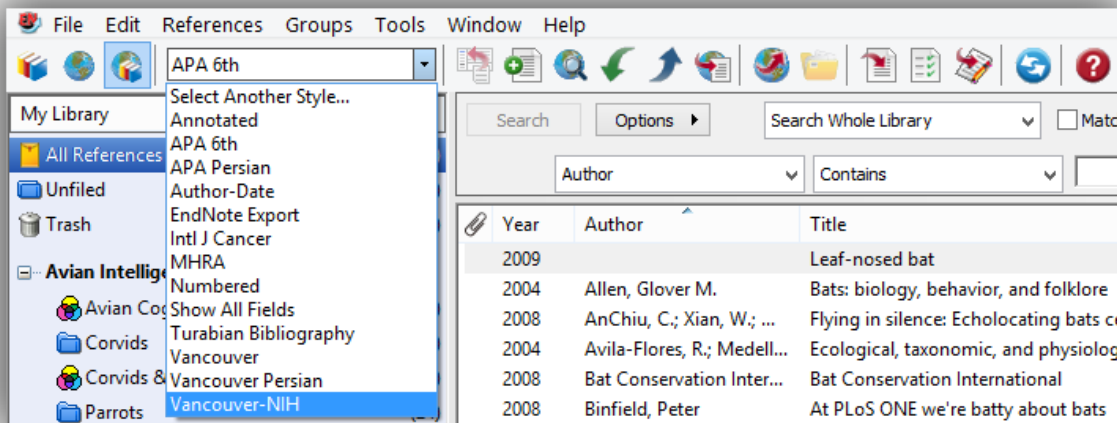 File Edit References Groups Tools Window Help
APA 6th
Select Another Style...
Annotated
APA 6th
APA Persian
Author-Date
EndNote Export
Intl J Cancer
MHRA
Numbered
Show All Fields
Turabian Bibliography
Vancouver
Vancouver Persian
Vancouver-NIH
My Library
All References
Unfiled
Trash
Avian Intellige
Avian Cog
Corvids
Corvids &
Parrots
Search Options Search Whole Library Matc
Author Contains
Year Author Title
2009 Leaf-nosed bat
2004 Allen, Glover M. Bats: biology, behavior, and folklore
2008 AnChiu, C.; Xian, W.; ... Flying in silence: Echolocating bats c
2004 Avila-Flores, R.; Medell... Ecological, taxonomic, and physiolog
2008 Bat Conservation Inter... Bat Conservation International
2008 Binfield, Peter At PLoS ONE we're batty about bats